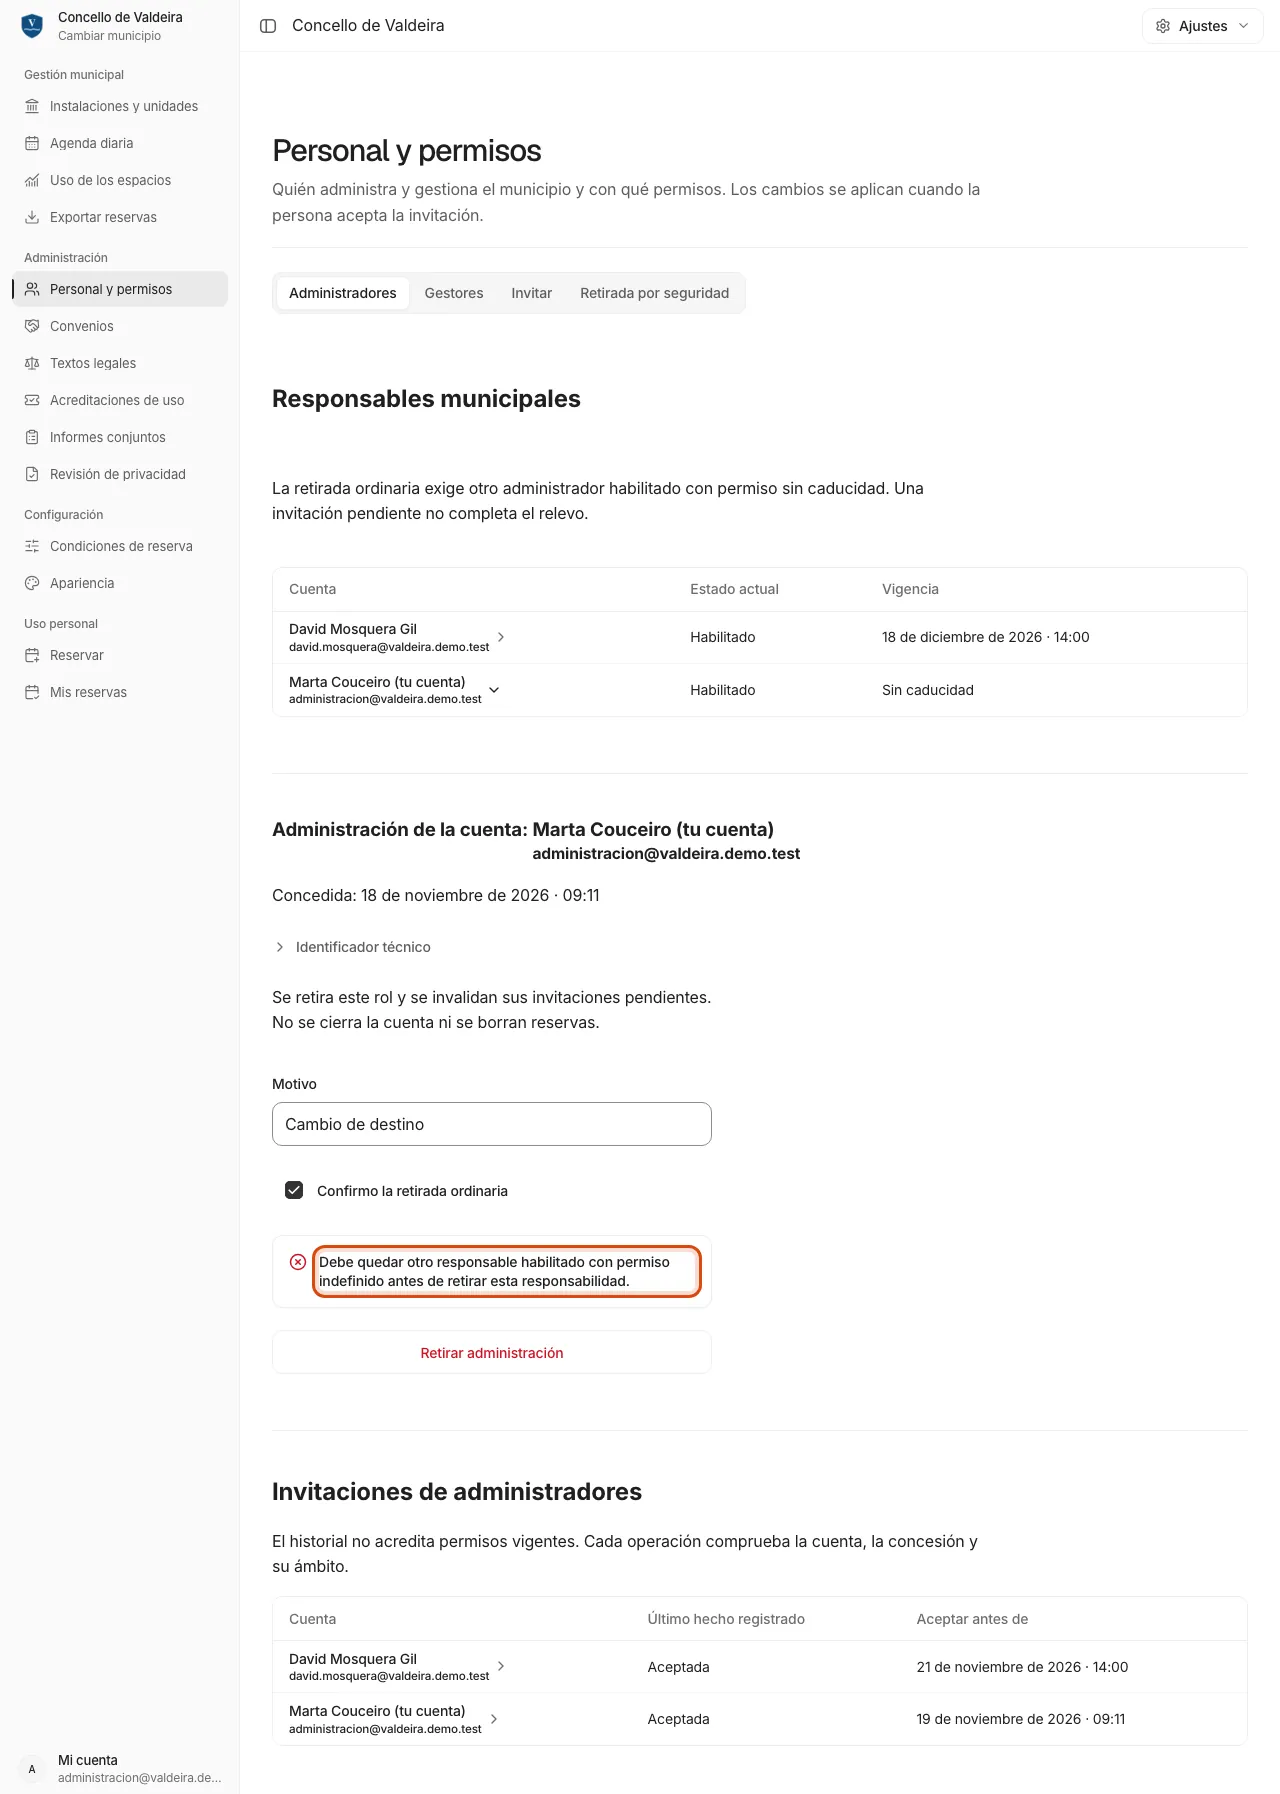 Concello de Valdeira
Cambiar municipio
Gestión municipal
Instalaciones y unidades
Agenda diaria
Uso de los espacios
Exportar reservas
Administración
Personal y permisos
Convenios
Textos legales
Acreditaciones de uso
Informes conjuntos
Revisión de privacidad
Configuración
Condiciones de reserva
Apariencia
Uso personal
Reservar
Mis reservas
A
Mi cuenta
administracion@valdeira.de...
Concello de Valdeira
Ajustes
Personal y permisos
Quién administra y gestiona el municipio y con qué permisos. Los cambios se aplican cuando la
persona acepta la invitación.
Administradores Gestores Invitar Retirada por seguridad
Responsables municipales
La retirada ordinaria exige otro administrador habilitado con permiso sin caducidad. Una
invitación pendiente no completa el relevo.
Cuenta Estado actual Vigencia
David Mosquera Gil
david.mosquera@valdeira.demo.test
Habilitado 18 de diciembre de 2026 · 14:00
Marta Couceiro (tu cuenta)
administracion@valdeira.demo.test
Habilitado Sin caducidad
Administración de la cuenta: Marta Couceiro (tu cuenta)
administracion@valdeira.demo.test
Concedida: 18 de noviembre de 2026 · 09:11
Identificador técnico
Se retira este rol y se invalidan sus invitaciones pendientes.
No se cierra la cuenta ni se borran reservas.
Motivo
Cambio de destino
Confirmo la retirada ordinaria
Debe quedar otro responsable habilitado con permiso
indefinido antes de retirar esta responsabilidad.
Retirar administración
Invitaciones de administradores
El historial no acredita permisos vigentes. Cada operación comprueba la cuenta, la concesión y
su ámbito.
Cuenta Último hecho registrado Aceptar antes de
David Mosquera Gil
david.mosquera@valdeira.demo.test
Aceptada 21 de noviembre de 2026 · 14:00
Marta Couceiro (tu cuenta)
administracion@valdeira.demo.test
Aceptada 19 de noviembre de 2026 · 09:11